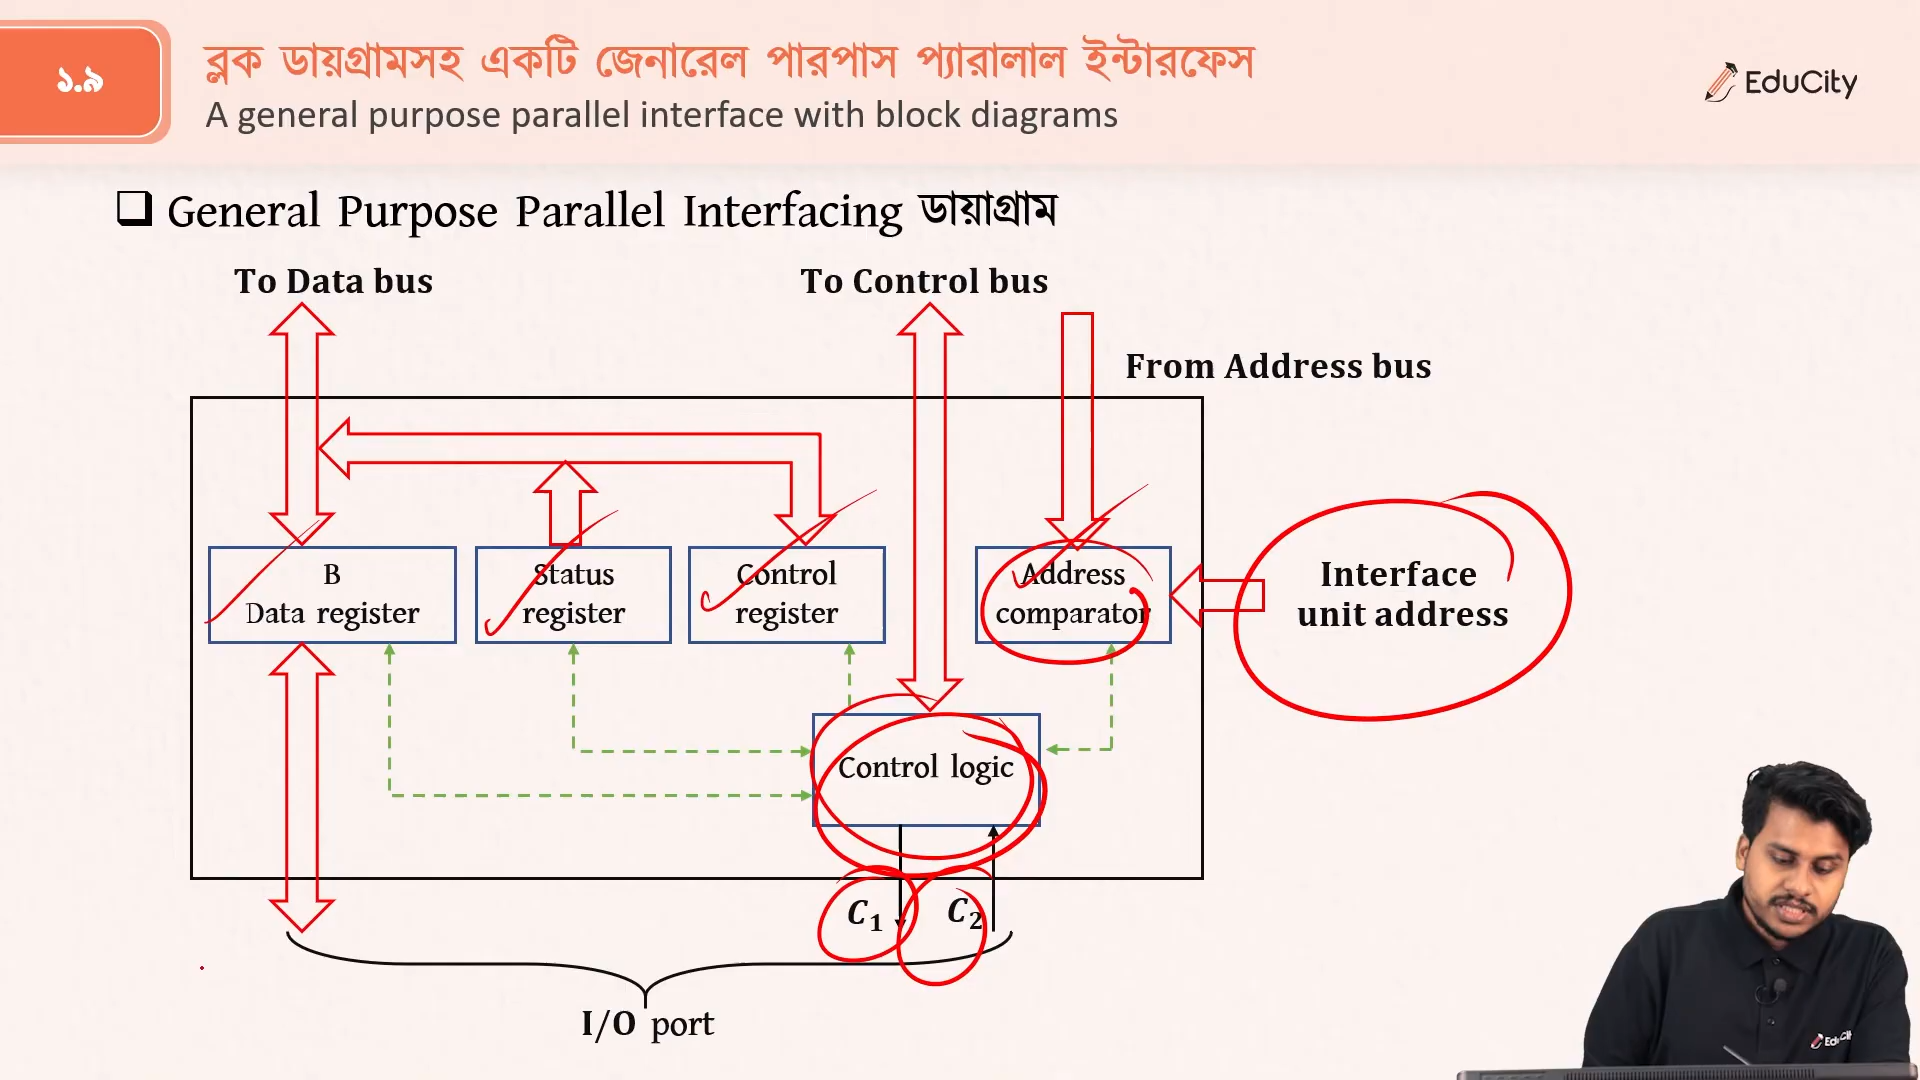 ১.৯
ব্লক ডায়গ্রামসহ একটি জেনারেল পারপাস প্যারালাল ইন্টারফেস
A general purpose parallel interface with block diagrams
EduCity
General Purpose Parallel Interfacing ডায়াগ্রাম
To Data bus
To Control bus
From Address bus
B
Data register
Status
register
Control
register
Address
comparator
Interface
unit address
Control logic
C₁
C₂
I/O port